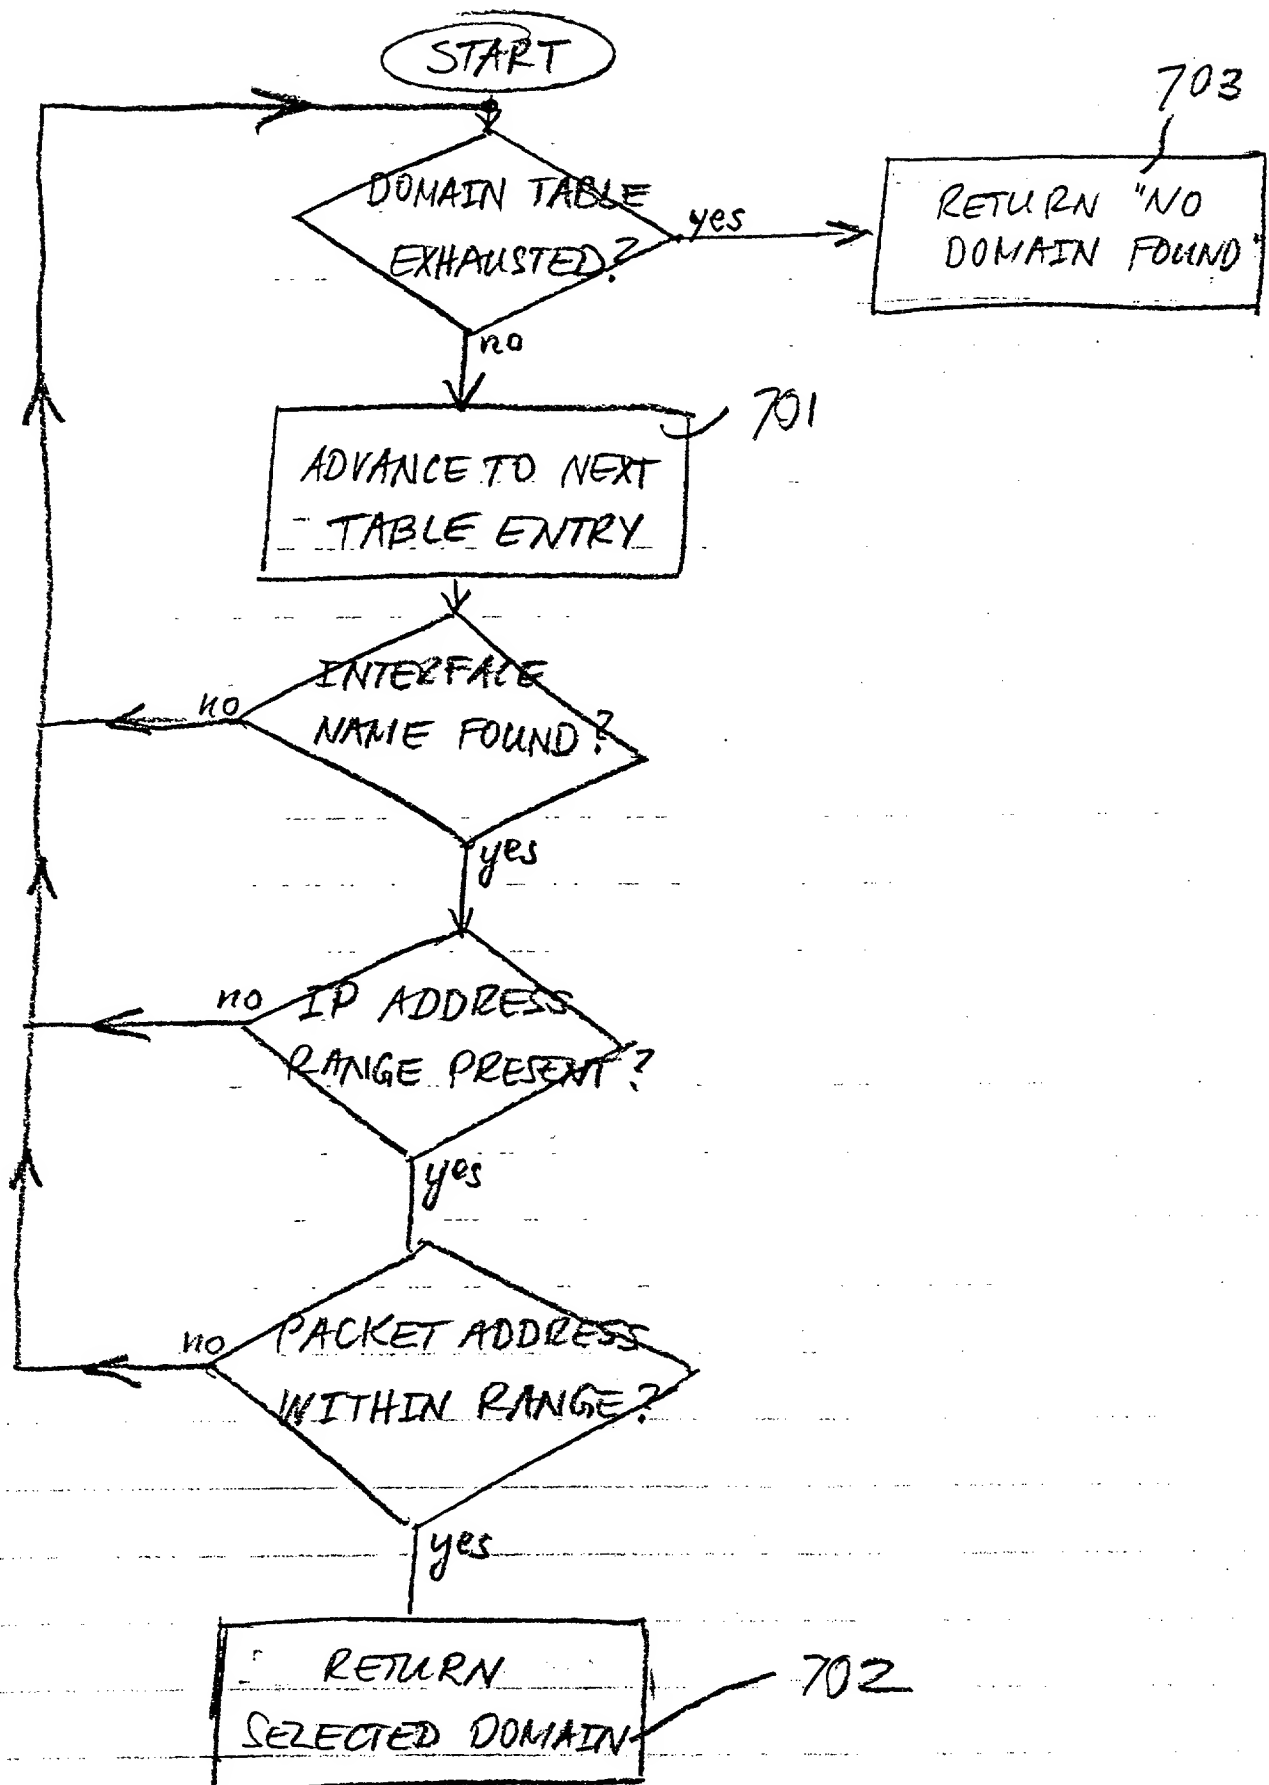 START
703
DOMAIN TABLE
EXHAUSTED?
yes
RETURN "NO
DOMAIN FOUND"
no
701
ADVANCE TO NEXT
TABLE ENTRY
INTERFACE
NAME FOUND?
no
yes
IP ADDRESS
RANGE PRESENT?
no
yes
PACKET ADDRESS
WITHIN RANGE?
no
yes
RETURN
SELECTED DOMAIN
702